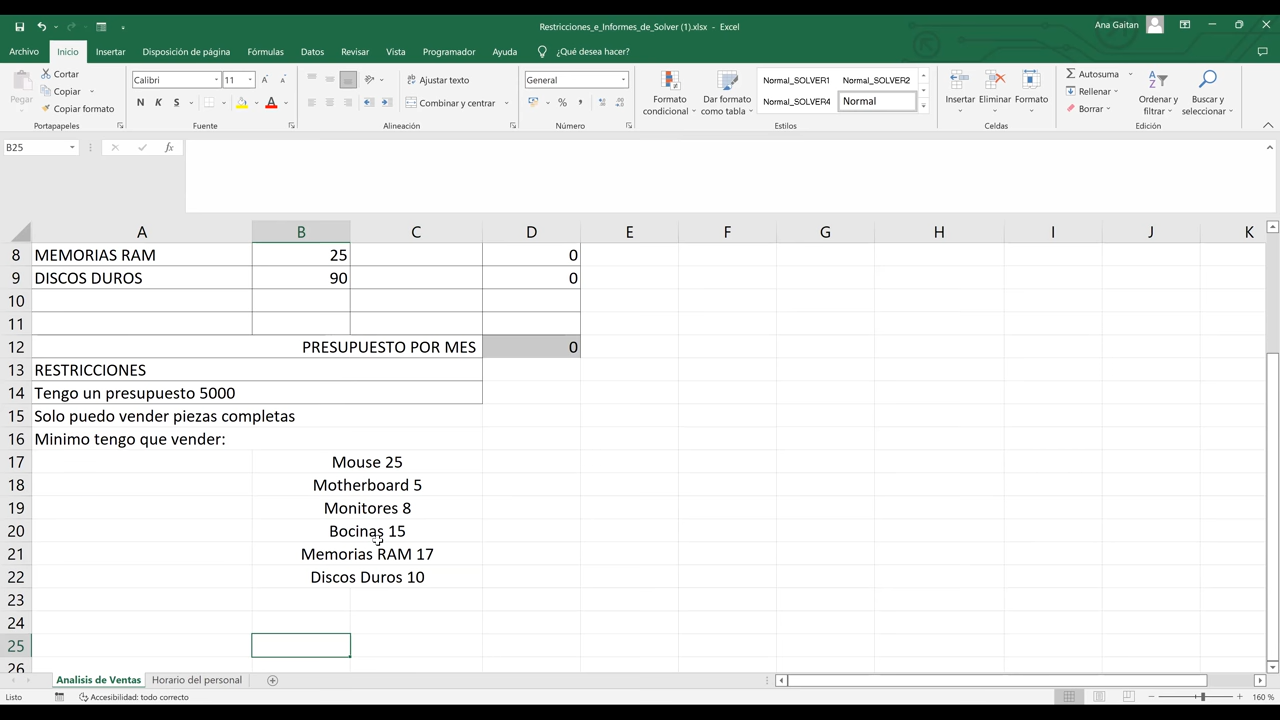 Restricciones_e_Informes_de_Solver (1).xlsx - Excel
Ana Gaitan
Archivo Inicio Insertar Disposición de página Fórmulas Datos Revisar Vista Programador Ayuda ¿Qué desea hacer?
Pegar
Cortar
Copiar
Copiar formato
Portapapeles
Calibri 11
N K S
Fuente
Ajustar texto
Combinar y centrar
Alineación
General
Número
Formato condicional
Dar formato como tabla
Normal_SOLVER1 Normal_SOLVER2
Normal_SOLVER4 Normal
Estilos
Insertar Eliminar Formato
Celdas
Autosuma
Rellenar
Borrar
Ordenar y filtrar
Buscar y seleccionar
Edición
B25 fx
A B C D E F G H I J K
8 MEMORIAS RAM 25 0
9 DISCOS DUROS 90 0
10
11
12 PRESUPUESTO POR MES 0
13 RESTRICCIONES
14 Tengo un presupuesto 5000
15 Solo puedo vender piezas completas
16 Minimo tengo que vender:
17 Mouse 25
18 Motherboard 5
19 Monitores 8
20 Bocinas 15
21 Memorias RAM 17
22 Discos Duros 10
23
24
25
26
Analisis de Ventas Horario del personal
Listo Accesibilidad: todo correcto 160 %